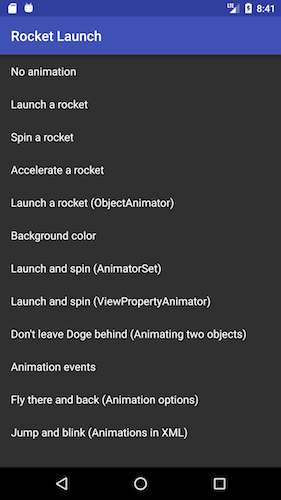 8:41
Rocket Launch
No animation
Launch a rocket
Spin a rocket
Accelerate a rocket
Launch a rocket (ObjectAnimator)
Background color
Launch and spin (AnimatorSet)
Launch and spin (ViewPropertyAnimator)
Don't leave Doge behind (Animating two objects)
Animation events
Fly there and back (Animation options)
Jump and blink (Animations in XML)